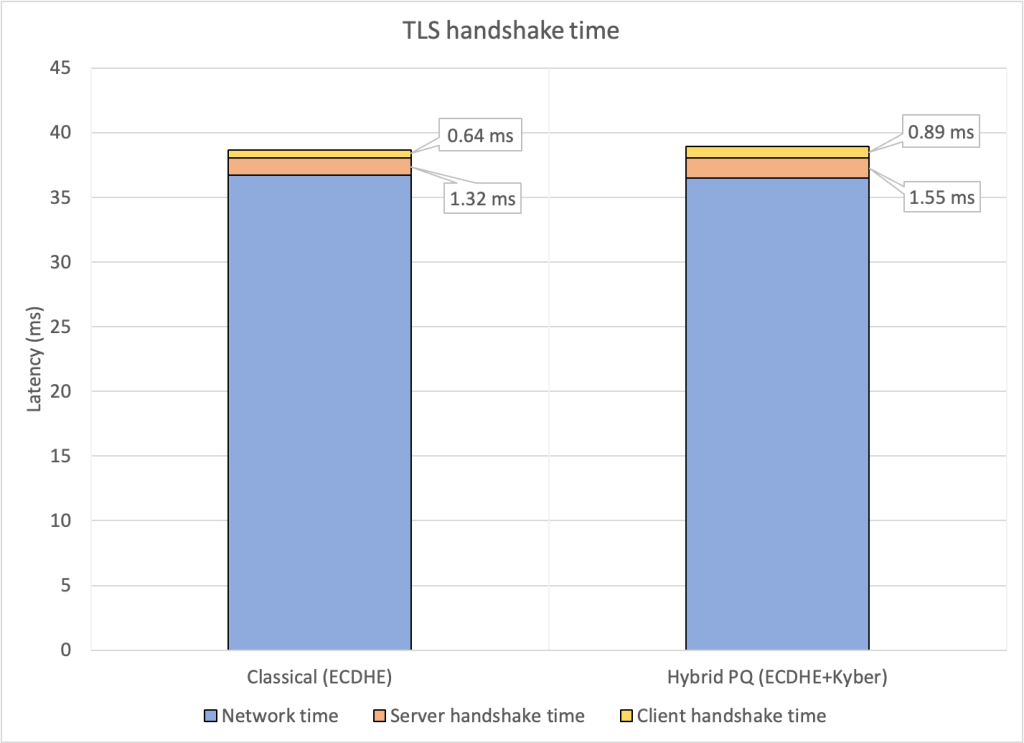 TLS handshake time
45
40
35
30
25
20
15
10
5
0
Latency (ms)
0.64 ms
1.32 ms
0.89 ms
1.55 ms
Classical (ECDHE)
Hybrid PQ (ECDHE+Kyber)
Network time
Server handshake time
Client handshake time